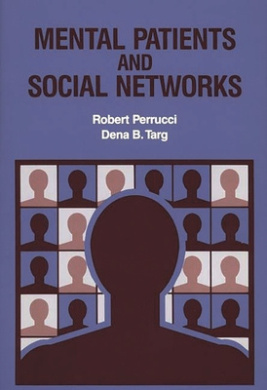 MENTAL PATIENTS
AND
SOCIAL NETWORKS
Robert Perrucci
Dena B. Targ